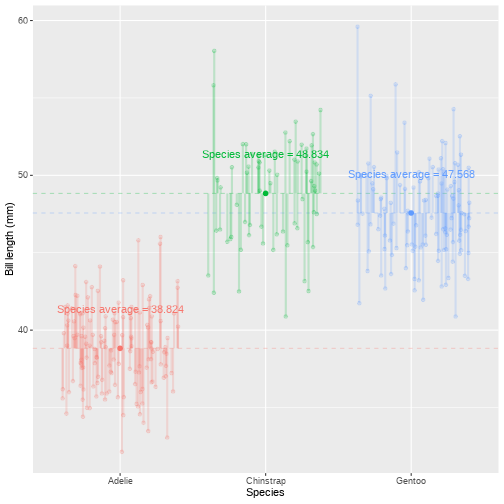 60
Species average = 48.834
Species average = 47.568
50
Species average = 38.824
40
Bill length (mm)
Adelie
Chinstrap
Gentoo
Species